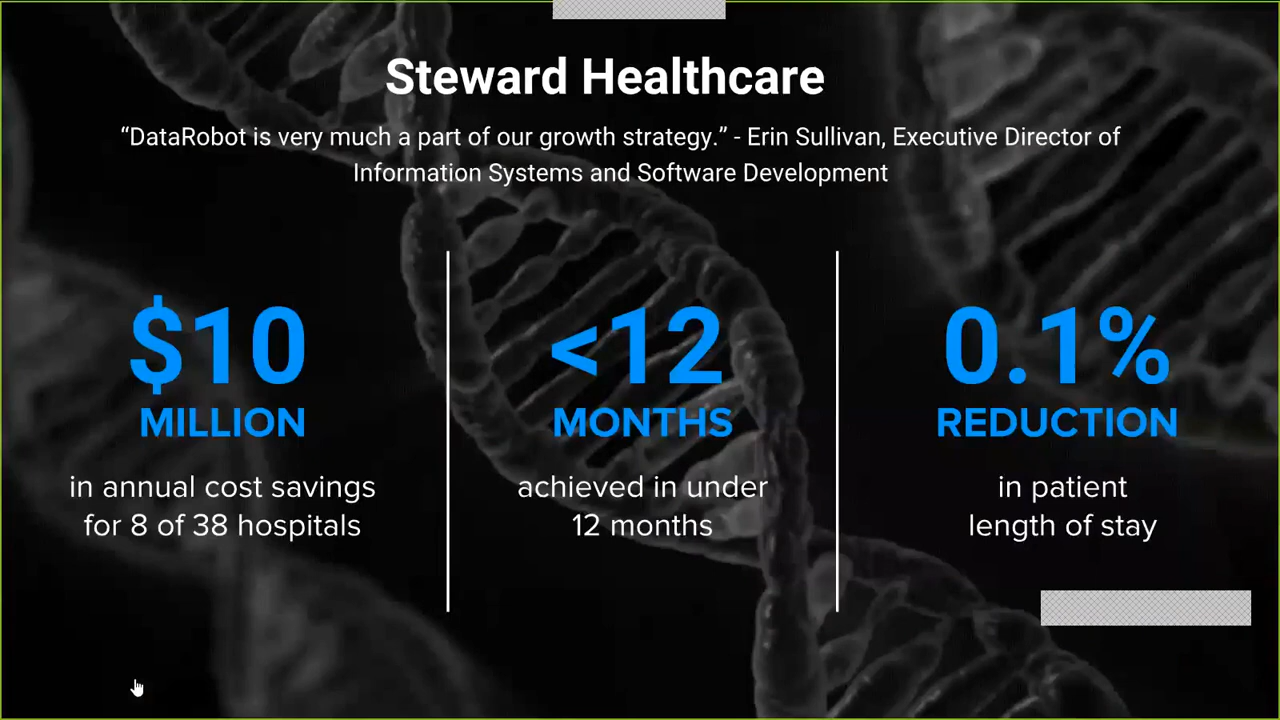 Steward Healthcare
“DataRobot is very much a part of our growth strategy.” - Erin Sullivan, Executive Director of
Information Systems and Software Development
$10
MILLION
in annual cost savings
for 8 of 38 hospitals
<12
MONTHS
achieved in under
12 months
0.1%
REDUCTION
in patient
length of stay